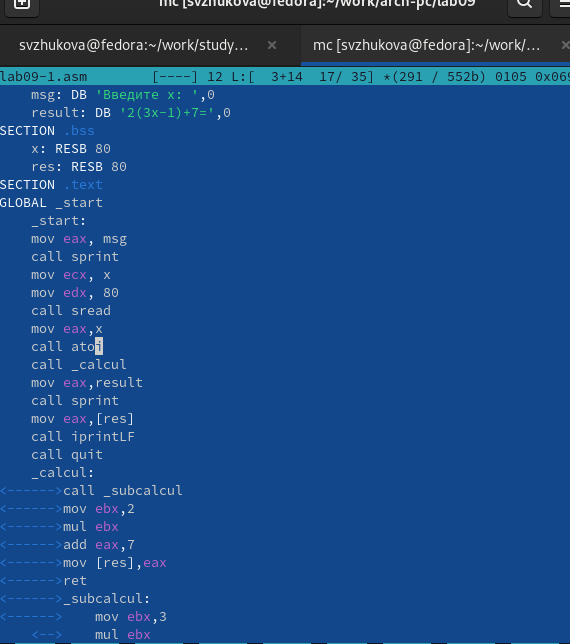 mc [svzhukova@fedora]:~/work/arch-pc/lab09
svzhukova@fedora:~/work/study... × mc [svzhukova@fedora]:~/work/... ×
lab09-1.asm [----] 12 L:[ 3+14 17/ 35] *(291 / 552b) 0105 0x069
msg: DB 'Введите x: ',0
result: DB '2(3x-1)+7=',0
SECTION .bss
x: RESB 80
res: RESB 80
SECTION .text
GLOBAL _start
_start:
mov eax, msg
call sprint
mov ecx, x
mov edx, 80
call sread
mov eax,x
call atoi
call _calcul
mov eax,result
call sprint
mov eax,[res]
call iprintLF
call quit
_calcul:
<------>call _subcalcul
<------>mov ebx,2
<------>mul ebx
<------>add eax,7
<------>mov [res],eax
<------>ret
<------>_subcalcul:
<------> mov ebx,3
<--> mul ebx